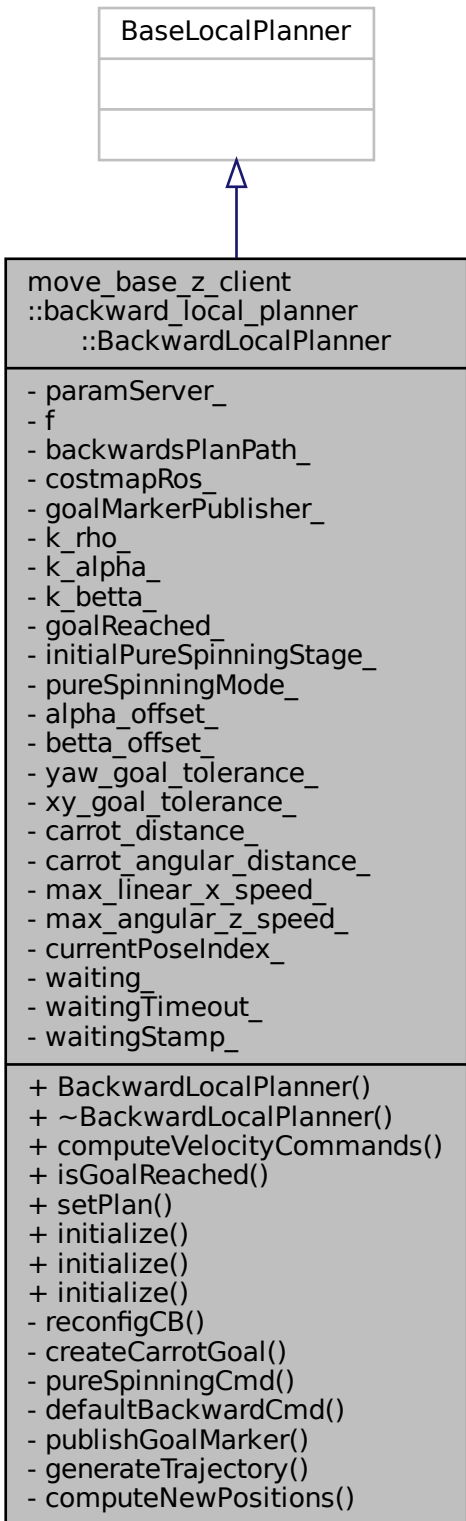 BaseLocalPlanner
move_base_z_client
::backward_local_planner
::BackwardLocalPlanner
- paramServer_
- f
- backwardsPlanPath_
- costmapRos_
- goalMarkerPublisher_
- k_rho_
- k_alpha_
- k_betta_
- goalReached_
- initialPureSpinningStage_
- pureSpinningMode_
- alpha_offset_
- betta_offset_
- yaw_goal_tolerance_
- xy_goal_tolerance_
- carrot_distance_
- carrot_angular_distance_
- max_linear_x_speed_
- max_angular_z_speed_
- currentPoseIndex_
- waiting_
- waitingTimeout_
- waitingStamp_
+ BackwardLocalPlanner()
+ ~BackwardLocalPlanner()
+ computeVelocityCommands()
+ isGoalReached()
+ setPlan()
+ initialize()
+ initialize()
+ initialize()
- reconfigCB()
- createCarrotGoal()
- pureSpinningCmd()
- defaultBackwardCmd()
- publishGoalMarker()
- generateTrajectory()
- computeNewPositions()